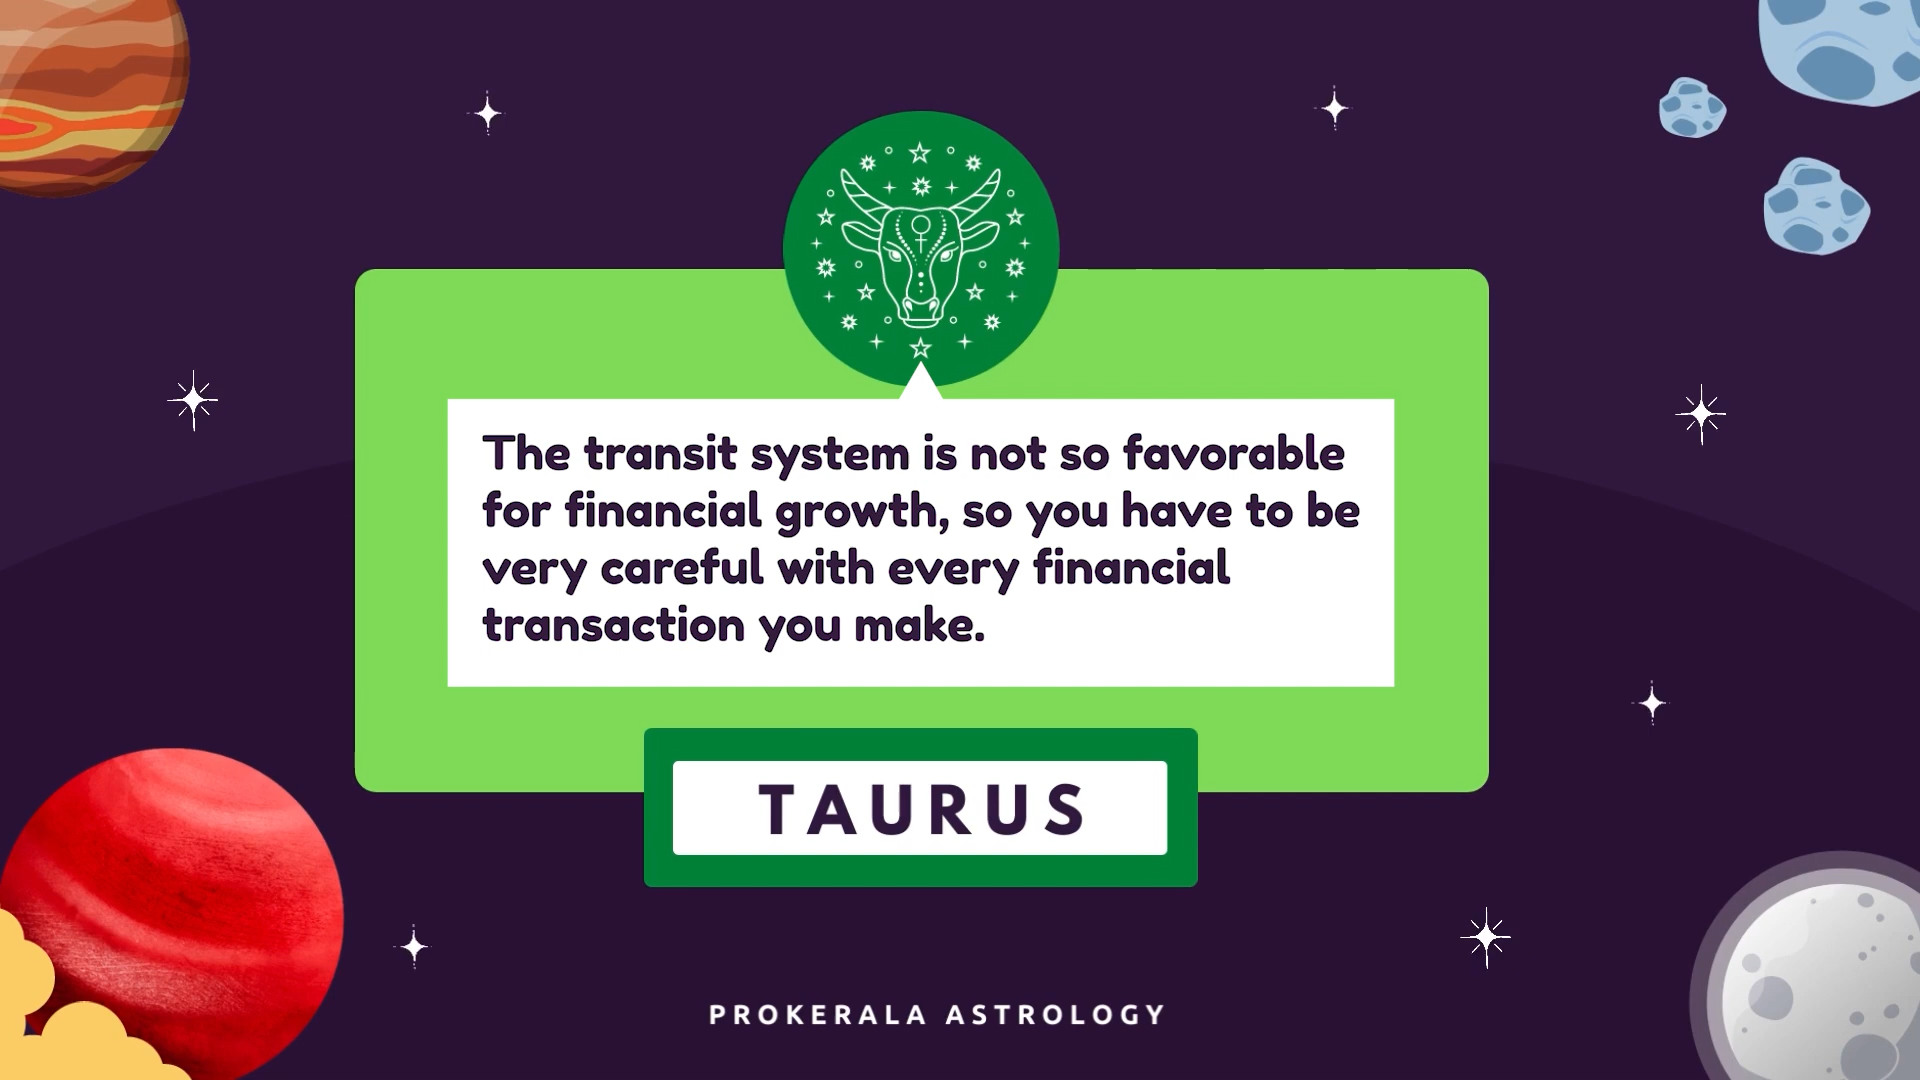 The transit system is not so favorable
for financial growth, so you have to be
very careful with every financial
transaction you make.
TAURUS
PROKERALA ASTROLOGY